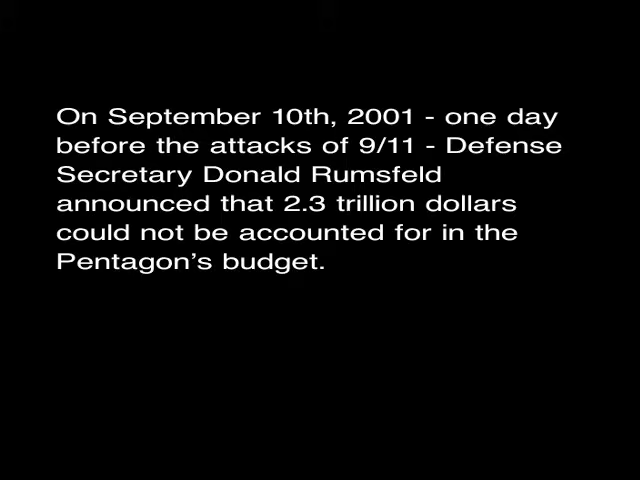 On September 10th, 2001 - one day
before the attacks of 9/11 - Defense
Secretary Donald Rumsfeld
announced that 2.3 trillion dollars
could not be accounted for in the
Pentagon’s budget.